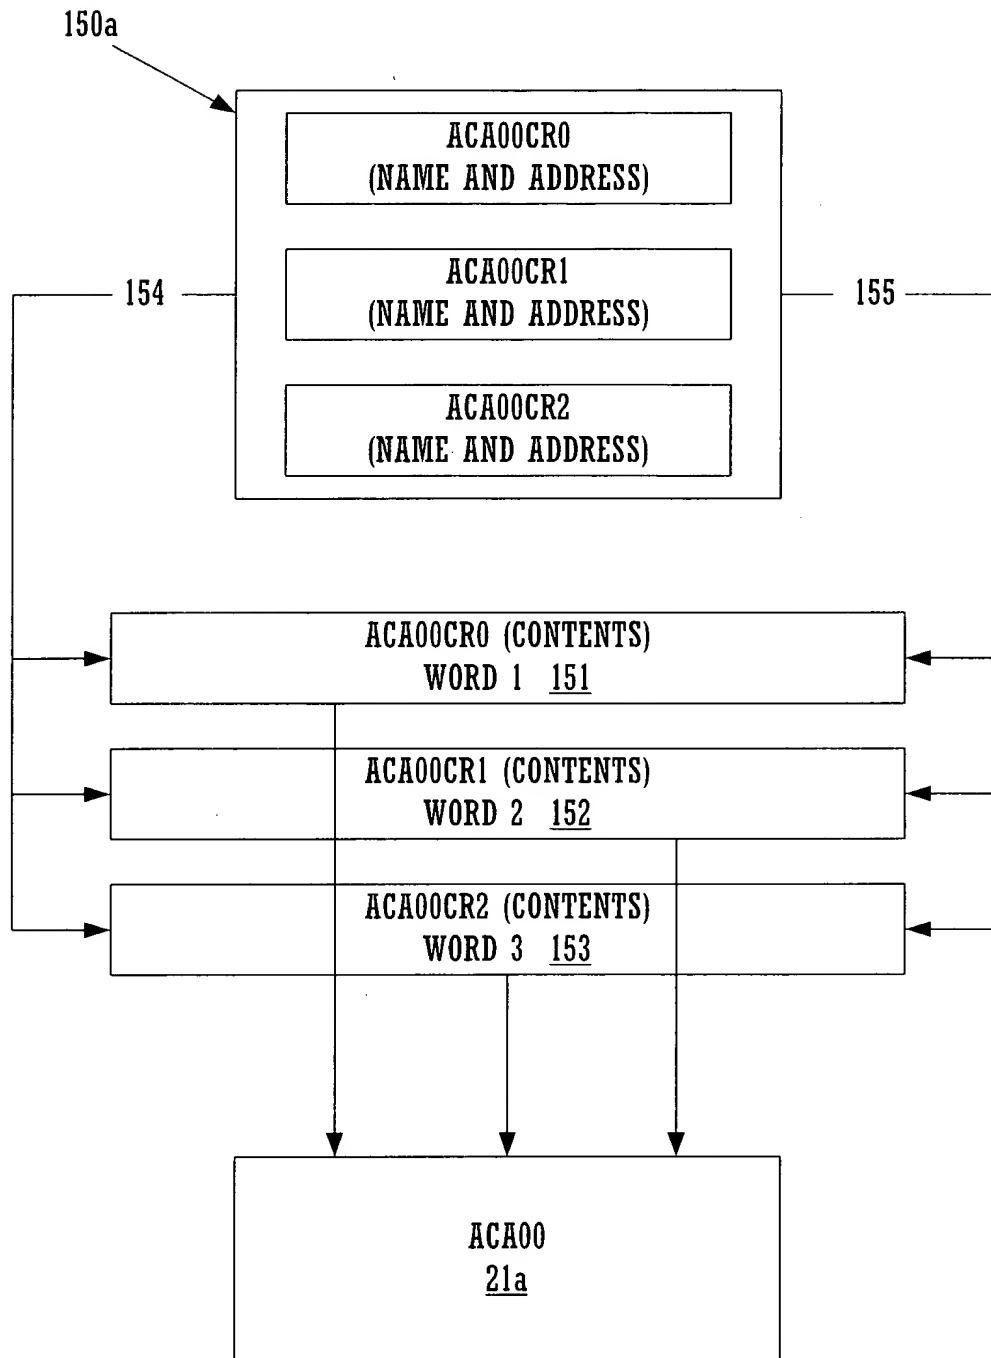 150a
ACA00CR0
(NAME AND ADDRESS)
ACA00CR1
(NAME AND ADDRESS)
154
155
ACA00CR2
(NAME AND ADDRESS)
ACA00CR0 (CONTENTS)
WORD 1 151
ACA00CR1 (CONTENTS)
WORD 2 152
ACA00CR2 (CONTENTS)
WORD 3 153
ACA00
21a